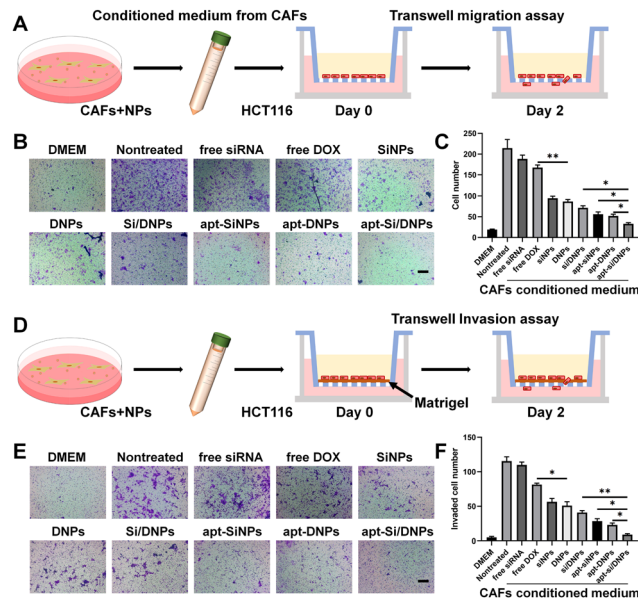 A
Conditioned medium from CAFs
Transwell migration assay
CAFs+NPs
HCT116
Day 0
Day 2
B
DMEM
Nontreated
free siRNA
free DOX
SiNPs
DNPs
Si/DNPs
apt-SiNPs
apt-DNPs
apt-Si/DNPs
C
Cell number
250
200
150
100
50
0
**
*
*
*
DMEM
Nontreated
free siRNA
free DOX
siNPs
DNPs
si/DNPs
apt-siNPs
apt-DNPs
apt-si/DNPs
CAFs conditioned medium
D
Transwell Invasion assay
CAFs+NPs
HCT116
Day 0
Matrigel
Day 2
E
DMEM
Nontreated
free siRNA
free DOX
SiNPs
DNPs
Si/DNPs
apt-SiNPs
apt-DNPs
apt-Si/DNPs
F
Invaded cell number
150
100
50
0
*
**
*
*
DMEM
Nontreated
free siRNA
free DOX
siNPs
DNPs
si/DNPs
apt-siNPs
apt-DNPs
apt-si/DNPs
CAFs conditioned medium